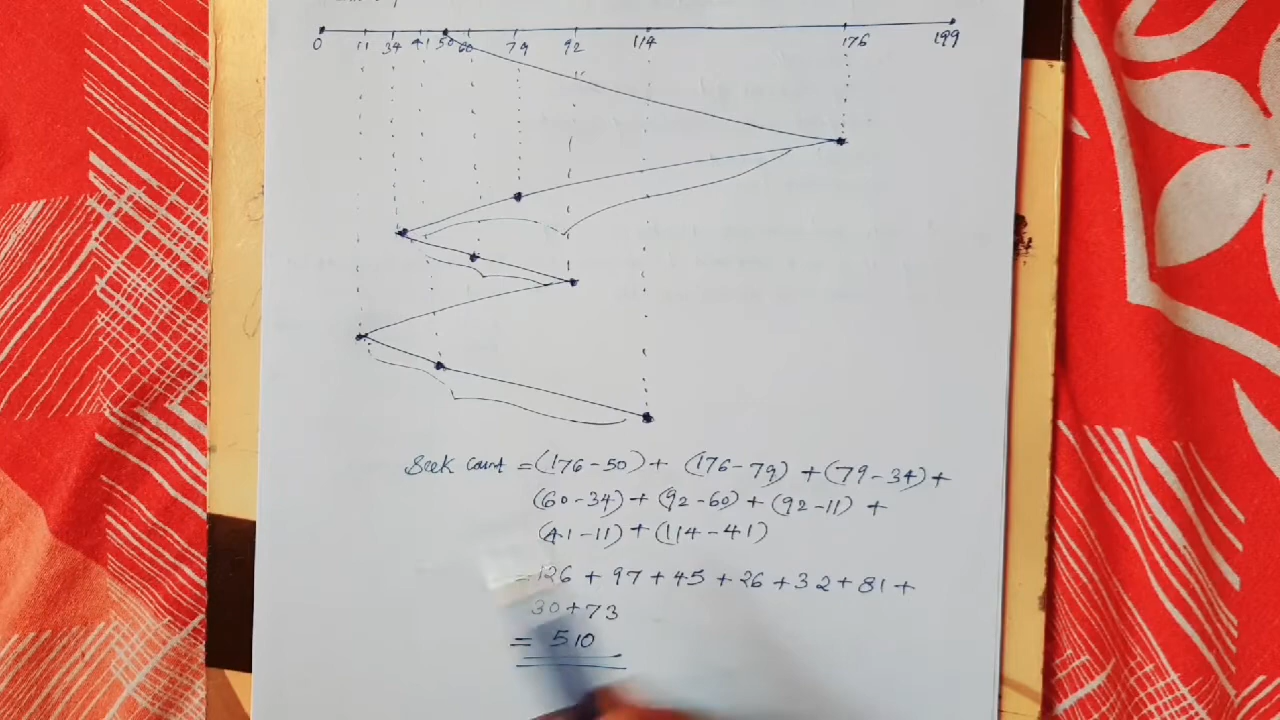 0 11 34 41 50 60 79 92 114 176 199
Seek Count = (176-50) + (176-79) + (79-34) +
(60-34) + (92-60) + (92-11) +
(41-11) + (114-41)
= 126 + 97 + 45 + 26 + 32 + 81 +
30 + 73
= 510